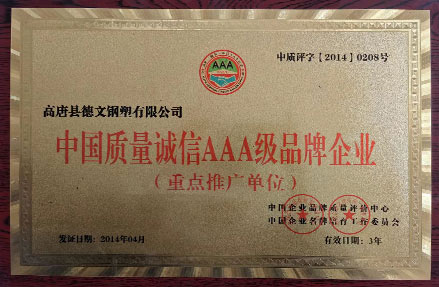 AAA
中质评字【2014】0208号
高唐县德文钢塑有限公司
中国质量诚信AAA级品牌企业
（重点推广单位）
中国企业品牌质量评价中心
中国企业名牌培育工作委员会
发证日期：2014年04月
有效日期：3年